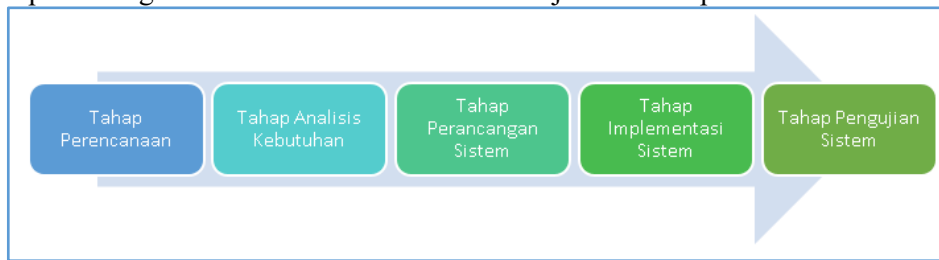 Tahap
Perencanaan
Tahap Analisis
Kebutuhan
Tahap
Perancangan
Sistem
Tahap
Implementasi
Sistem
Tahap Pengujian
Sistem